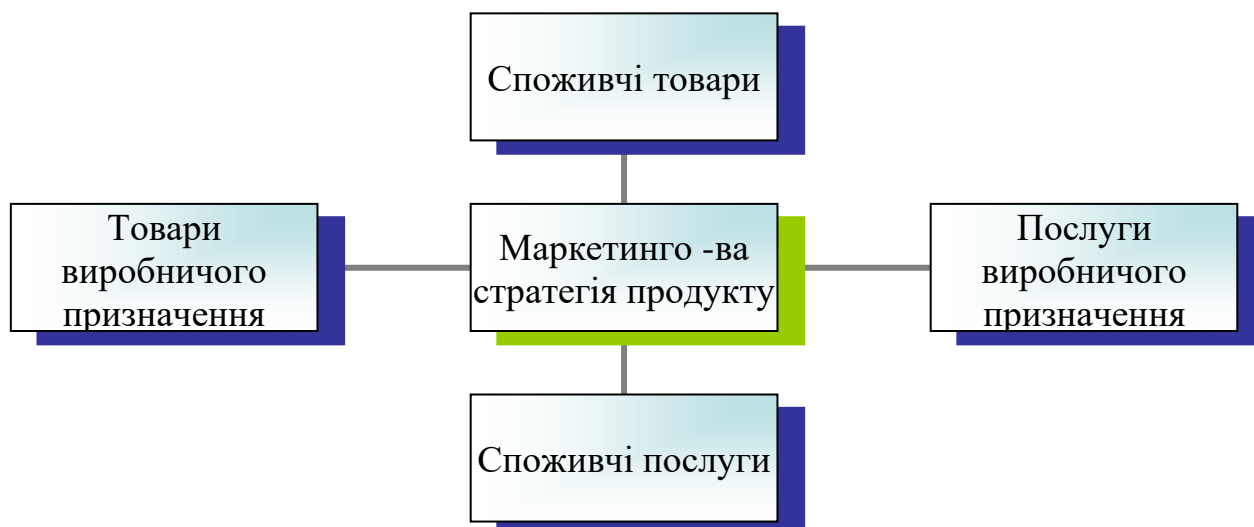 Споживчі товари
Товари
виробничого
призначення
Маркетинго -ва
стратегія продукту
Послуги
виробничого
призначення
Споживчі послуги